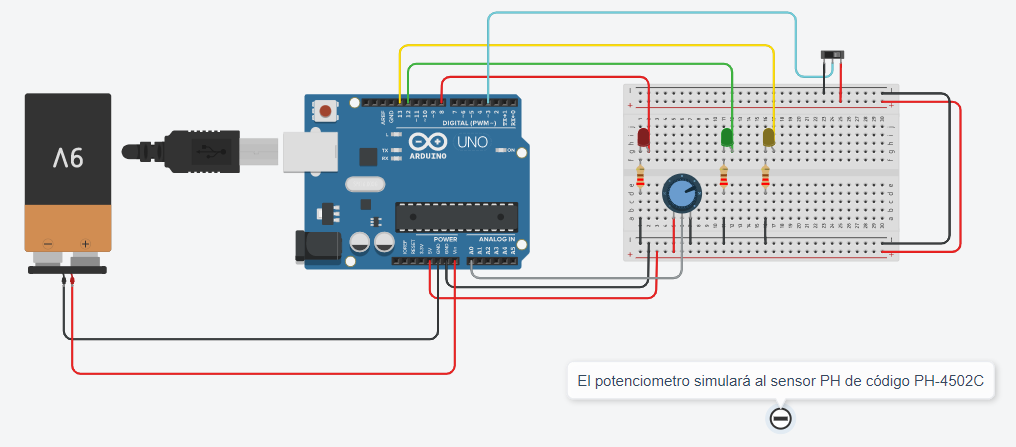 9V
AREF
GND
13
12
~11
~10
~9
8
7
~6
~5
4
~3
2
TX→1
RX←0
DIGITAL (PWM~)
L
TX
RX
ARDUINO
UNO
ON
IOREF
RESET
3.3V
5V
GND
GND
Vin
POWER
ANALOG IN
A0
A1
A2
A3
A4
A5
El potenciometro simulará al sensor PH de código PH-4502C